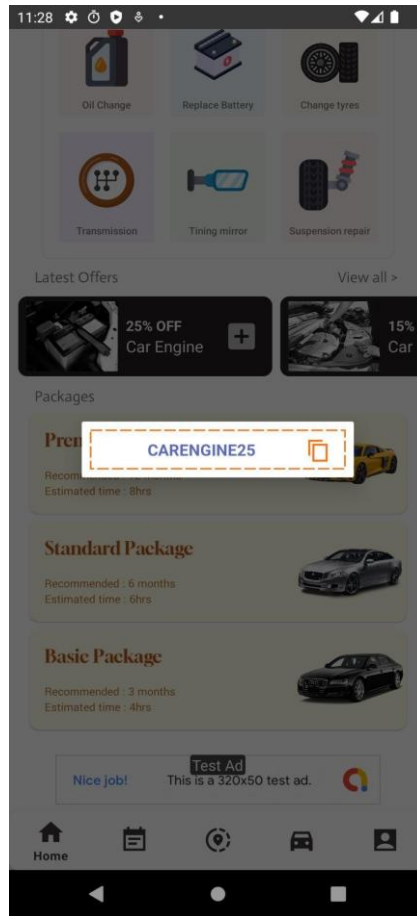 11:28
Oil Change
Replace Battery
Change tyres
Transmission
Tining mirror
Suspension repair
Latest Offers
View all >
25% OFF
Car Engine
15%
Car
Packages
CARENGINE25
Estimated time : 8hrs
Standard Package
Recommended : 6 months
Estimated time : 6hrs
Basic Package
Recommended : 3 months
Estimated time : 4hrs
Test Ad
Nice job!
This is a 320x50 test ad.
Home